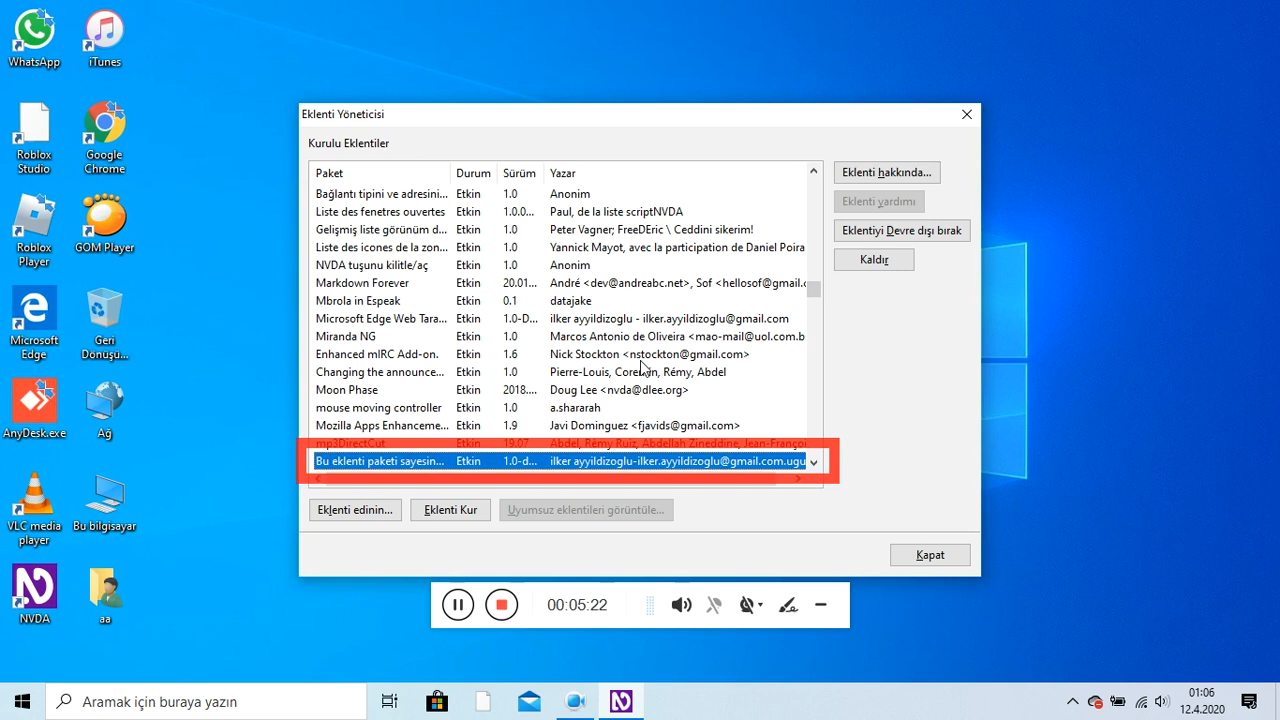 WhatsApp
iTunes
Roblox
Studio
Google
Chrome
Roblox
Player
GOM Player
Microsoft
Edge
Geri
Dönüşü...
AnyDesk.exe
Ağ
VLC media
player
Bu bilgisayar
NVDA
aa
Eklenti Yöneticisi
Kurulu Eklentiler
Paket Durum Sürüm Yazar
Bağlantı tipini ve adresini... Etkin 1.0 Anonim
Liste des fenetres ouvertes Etkin 1.0.0... Paul, de la liste scriptNVDA
Gelişmiş liste görünüm d... Etkin 1.0 Peter Vagner; FreeDEric \ Ceddini sikerim!
Liste des icones de la zon... Etkin 1.0 Yannick Mayot, avec la participation de Daniel Poira
NVDA tuşunu kilitle/aç Etkin 1.0 Anonim
Markdown Forever Etkin 20.01... André <dev@andreabc.net>, Sof <hellosof@gmail.c
Mbrola in Espeak Etkin 0.1 datajake
Microsoft Edge Web Tara... Etkin 1.0-D... ilker ayyildizoglu - ilker.ayyildizoglu@gmail.com
Miranda NG Etkin 1.0 Marcos Antonio de Oliveira <mao-mail@uol.com.b
Enhanced mIRC Add-on. Etkin 1.6 Nick Stockton <nstockton@gmail.com>
Changing the announce... Etkin 1.0 Pierre-Louis, Rémy, Abdel
Moon Phase Etkin 2018.... Doug Lee <nvda@dlee.org>
mouse moving controller Etkin 1.0 a.shararah
Mozilla Apps Enhanceme... Etkin 1.9 Javi Dominguez <fjavids@gmail.com>
mp3DirectCut Etkin 19.07 Abdel, Rémy Ruiz, Abdellah Zineddine, Jean-Françoi
Bu eklenti paketi sayesin... Etkin 1.0-d... ilker ayyildizoglu-ilker.ayyildizoglu@gmail.com.ugu
Eklenti hakkında...
Eklenti yardımı
Eklentiyi Devre dışı bırak
Kaldır
Eklenti edinin... Eklenti Kur Uyumsuz eklentileri görüntüle...
Kapat
00:05:22
Aramak için buraya yazın
01:06
12.4.2020